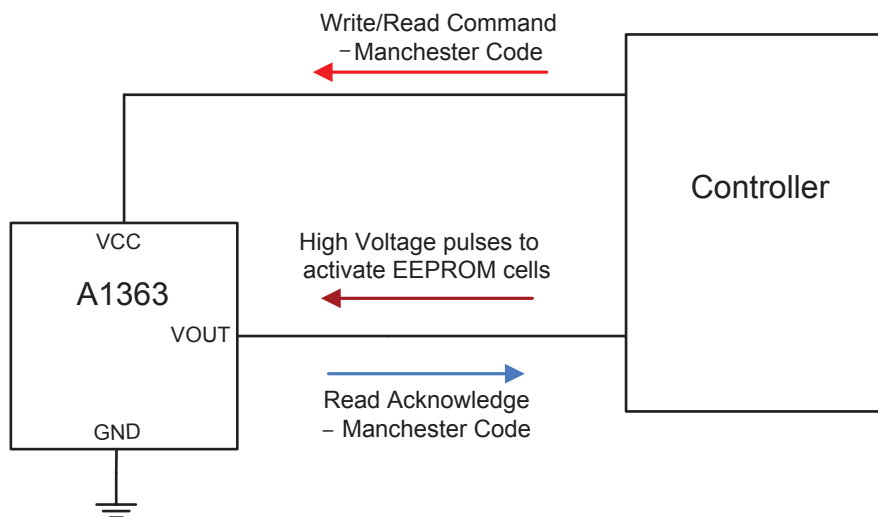 Write/Read Command
– Manchester Code
Controller
VCC
A1363
VOUT
GND
High Voltage pulses to
activate EEPROM cells
Read Acknowledge
– Manchester Code